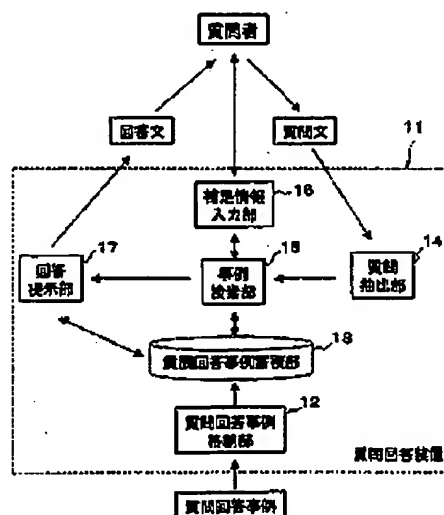 質問者
回答文
質問文
11
補足情報
入力部
16
17
回答
提示部
15
事例
検索部
14
質問
抽出部
13
質問回答事例蓄積部
12
質問回答事例
格納部
質問回答装置
質問回答事例